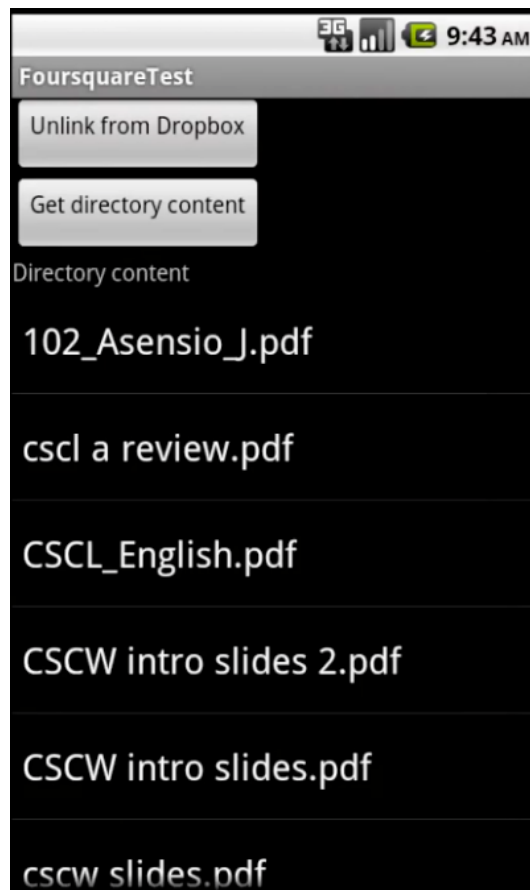 3G 9:43 AM
FoursquareTest
Unlink from Dropbox
Get directory content
Directory content
102_Asensio_J.pdf
cscl a review.pdf
CSCL_English.pdf
CSCW intro slides 2.pdf
CSCW intro slides.pdf
cscw slides.pdf